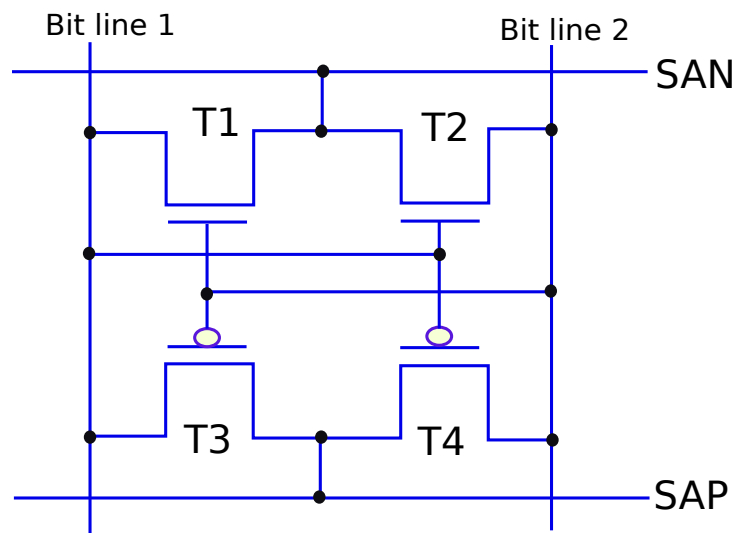 Bit line 1
Bit line 2
SAN
T1
T2
T3
T4
SAP